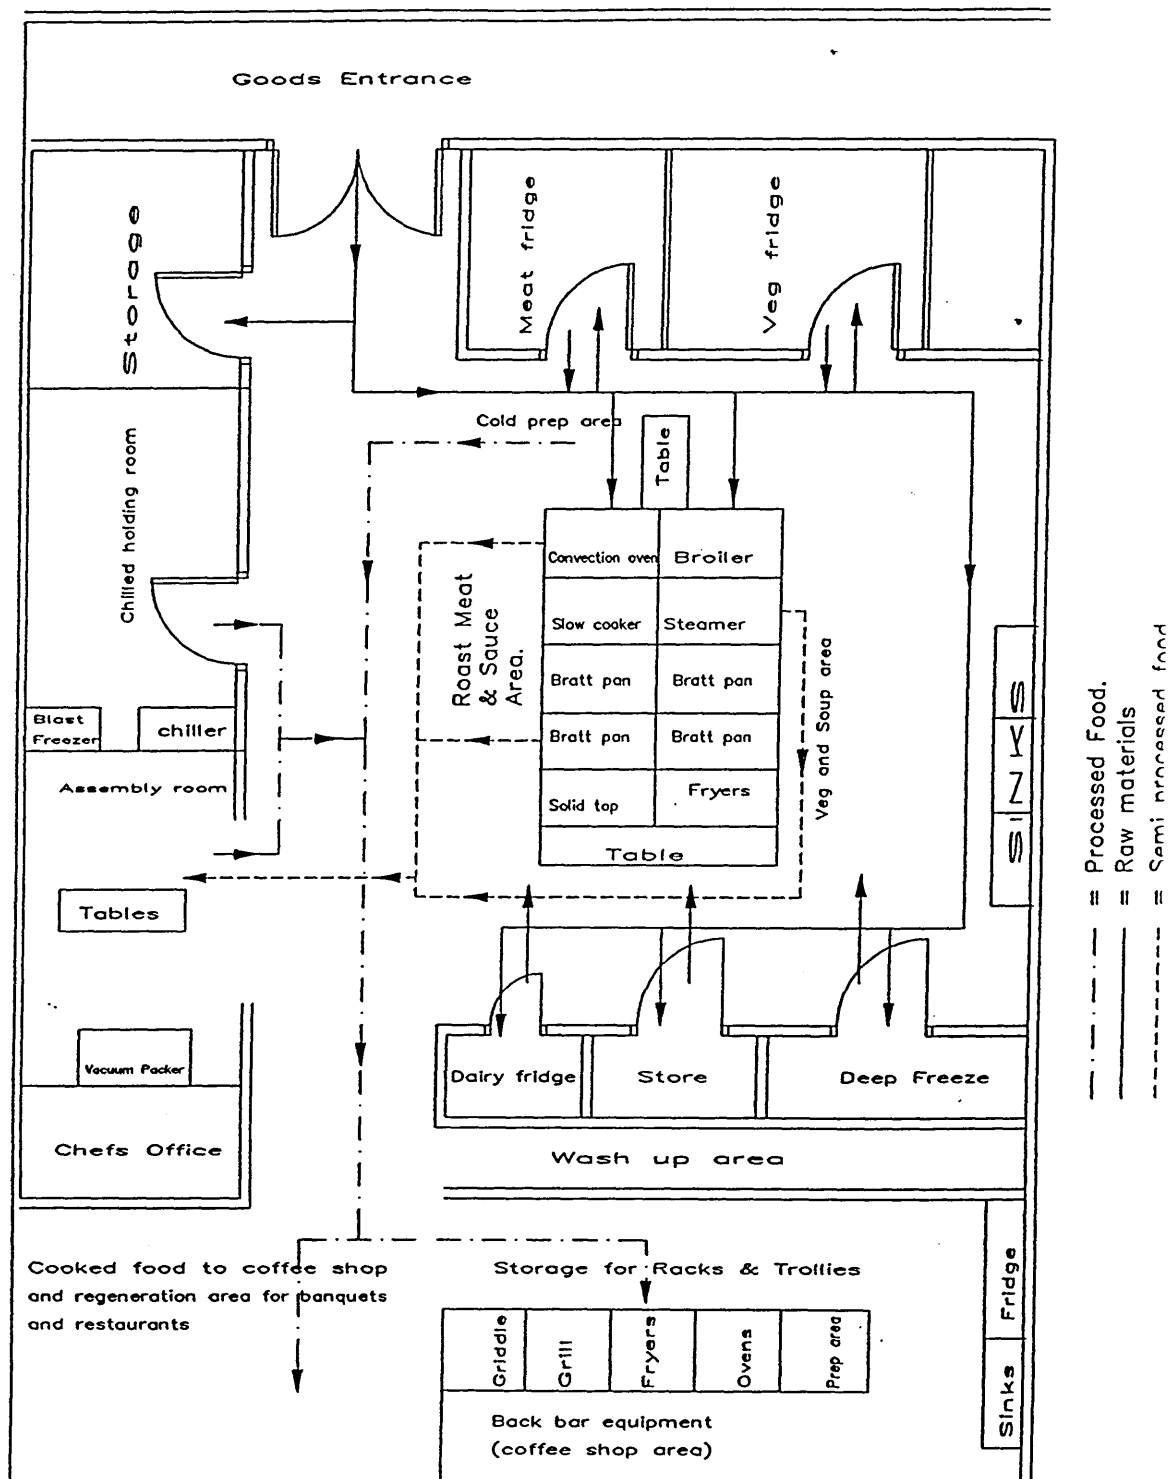 Goods Entrance
Storage
Meat fridge
Veg fridge
Cold prep area
Table
Chilled holding room
Convection oven
Broiler
Roast Meat
& Sauce
Area.
Slow cooker
Steamer
Bratt pan
Bratt pan
Bratt pan
Bratt pan
Solid top
Fryers
Table
Veg and Soup area
SINKS
Blast
Freezer
chiller
Assembly room
Tables
Vacuum Packer
Chefs Office
Dairy fridge
Store
Deep Freeze
Wash up area
Cooked food to coffee shop
and regeneration area for banquets
and restaurants
Storage for Racks & Trollies
Griddle
Grill
Fryers
Ovens
Prep area
Fridge
Sinks
Back bar equipment
(coffee shop area)
= Processed Food.
= Raw materials
= Semi processed food